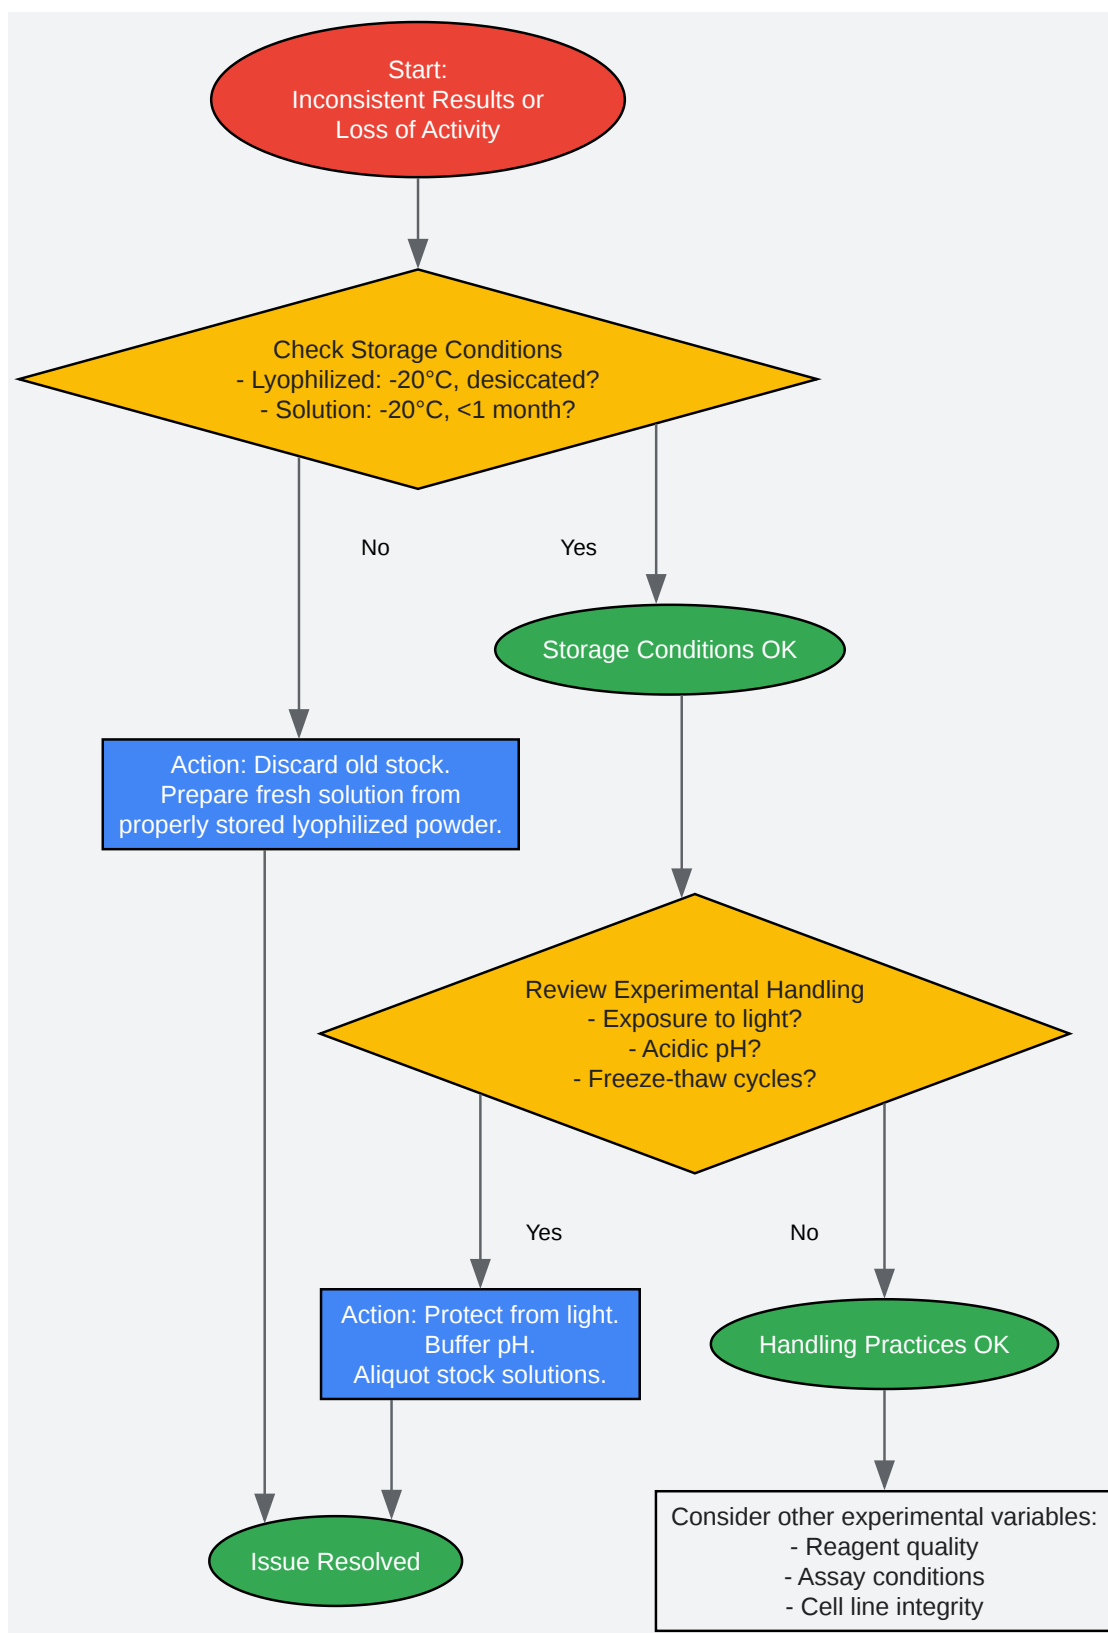 Start:
Inconsistent Results or
Loss of Activity
Check Storage Conditions
- Lyophilized: -20°C, desiccated?
- Solution: -20°C, <1 month?
No
Yes
Storage Conditions OK
Action: Discard old stock.
Prepare fresh solution from
properly stored lyophilized powder.
Review Experimental Handling
- Exposure to light?
- Acidic pH?
- Freeze-thaw cycles?
Yes
No
Action: Protect from light.
Buffer pH.
Aliquot stock solutions.
Handling Practices OK
Issue Resolved
Consider other experimental variables:
- Reagent quality
- Assay conditions
- Cell line integrity